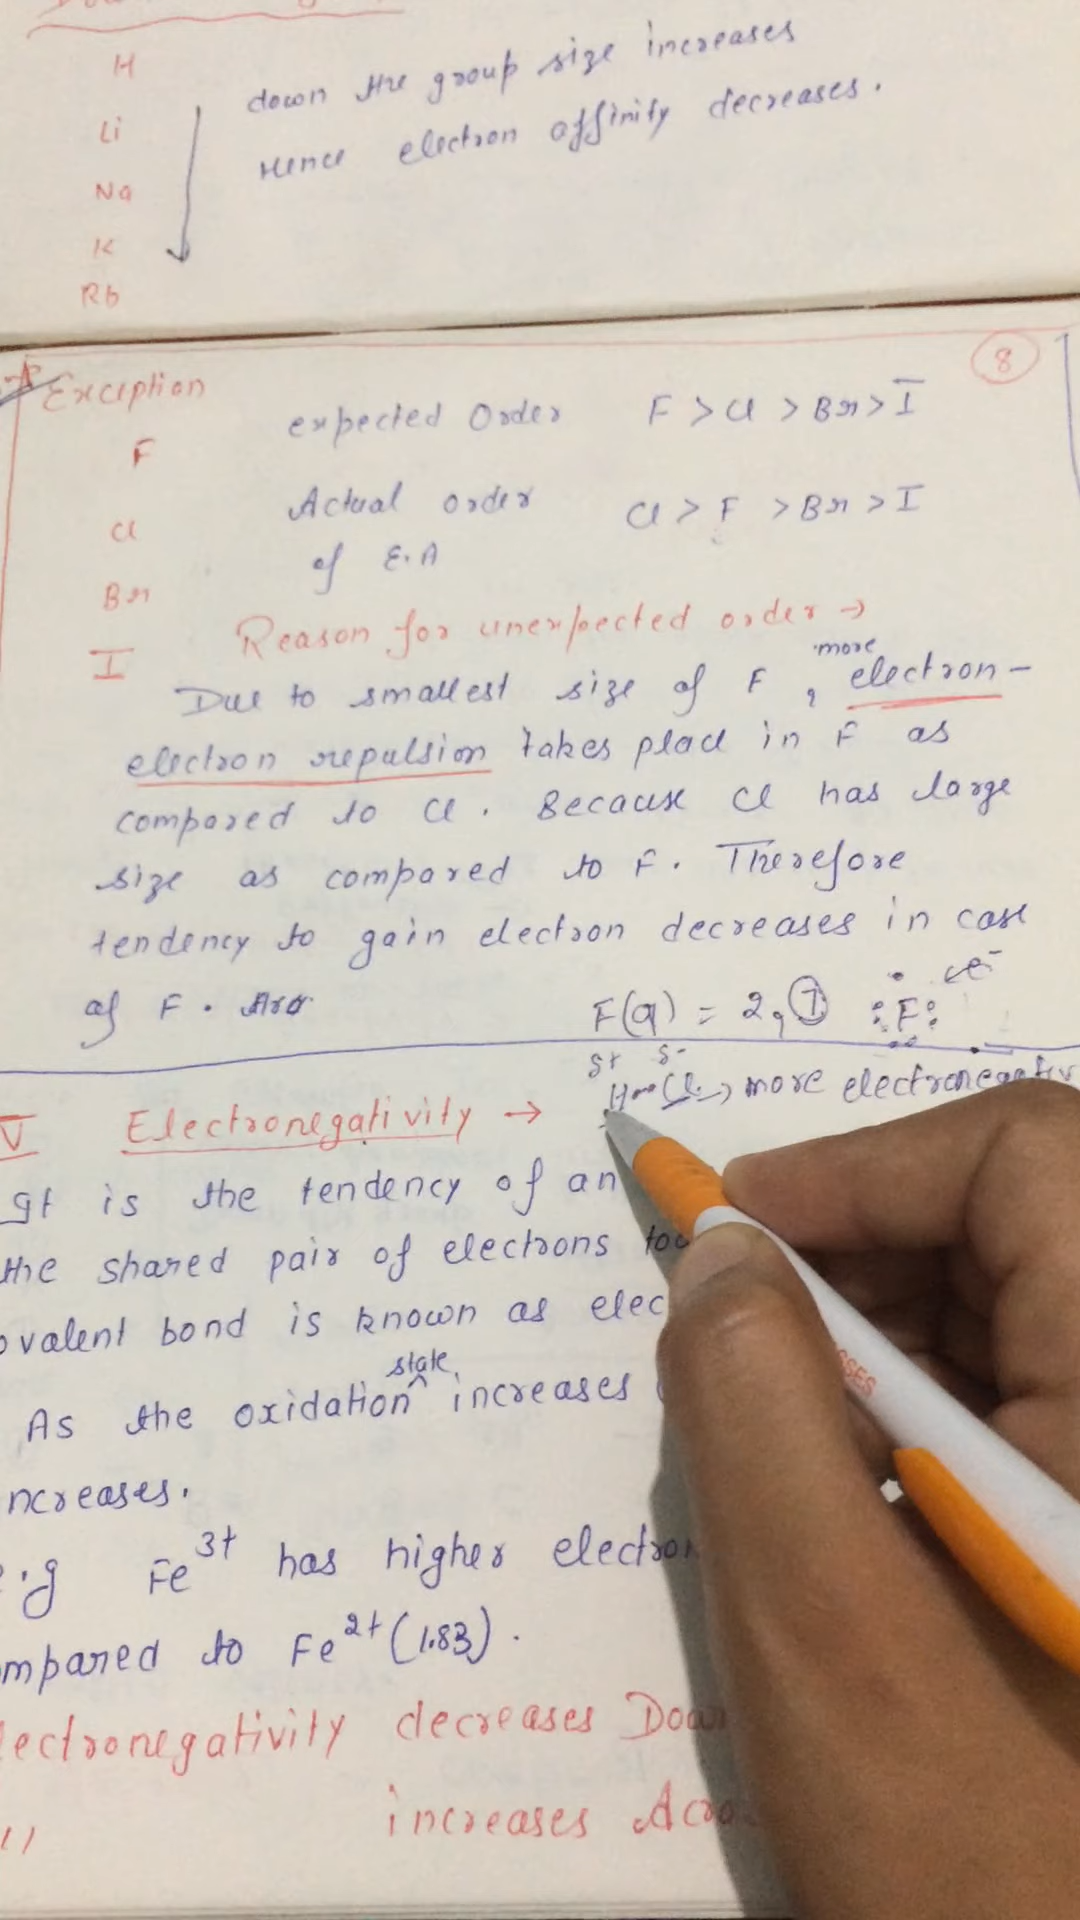 H
down the group size increases
Li
Hence electron affinity decreases.
Na
K
Rb
8
Exception
expected Order F > Cl > Br > I
F
Actual order Cl > F > Br > I
Cl
of E.A
Br
Reason for unexpected order →
I
more
Due to smallest size of F, electron-
electron repulsion takes place in F as
compared to Cl. Because Cl has large
size as compared to F. Therefore
tendency to gain electron decreases in case
of F.
F(9) = 2, 7 :F: e-
δ+ δ-
H Cl → more electronegativ
V Electronegativity →
It is the tendency of an
the shared pair of electrons
ovalent bond is known as elec
state
As the oxidation ^ increases
ncreases.
e.g Fe3+ has higher electron
mpared to Fe2+ (1.83).
lectronegativity decreases Down
" increases Acro